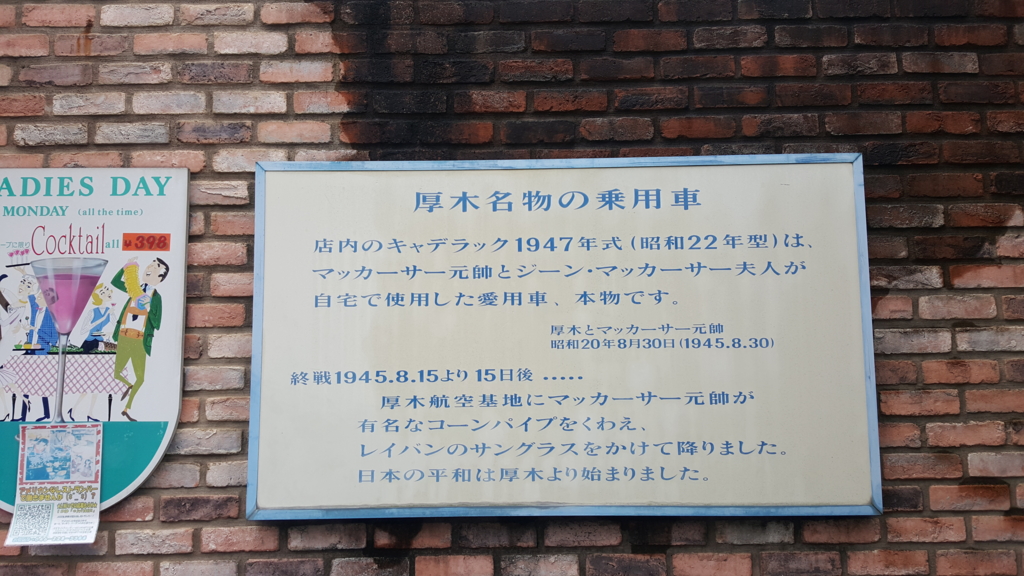 ADIES DAY
MONDAY (all the time)
Cocktail all ¥398
厚木名物の乗用車
店内のキャデラック1947年式(昭和22年型)は、
マッカーサー元帥とジーン・マッカーサー夫人が
自宅で使用した愛用車、本物です。
厚木とマッカーサー元帥
昭和20年8月30日(1945.8.30)
終戦1945.8.15より15日後 ‥‥‥
厚木航空基地にマッカーサー元帥が
有名なコーンパイプをくわえ、
レイバンのサングラスをかけて降りました。
日本の平和は厚木より始まりました。